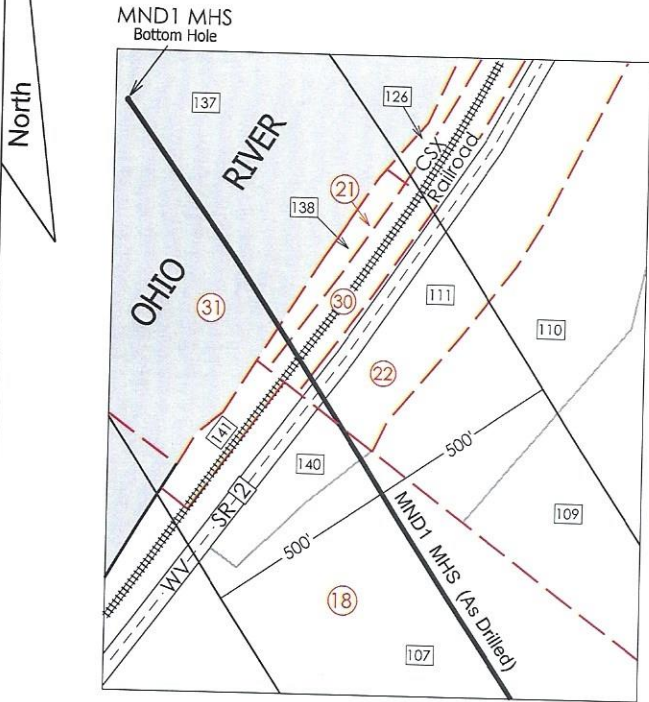 MND1 MHS
Bottom Hole
North
137
126
RIVER
CSX
Railroad
21
138
OHIO
31
30
111
110
22
141
140
500'
WV SR-2
500'
109
MND1 MHS (As Drilled)
18
107